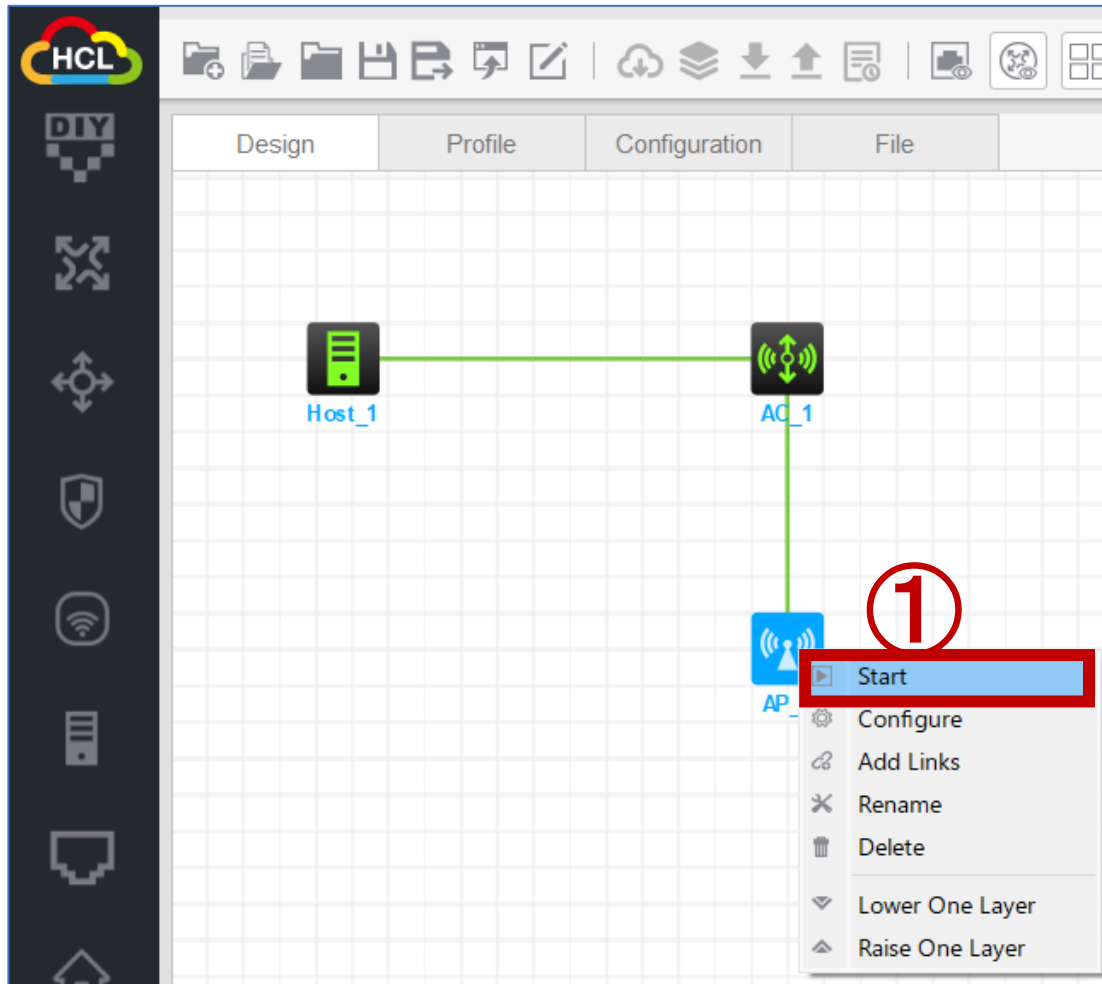 HCL
DIY
Design Profile Configuration File
Host_1
AC_1
①
AP_
Start
Configure
Add Links
Rename
Delete
Lower One Layer
Raise One Layer